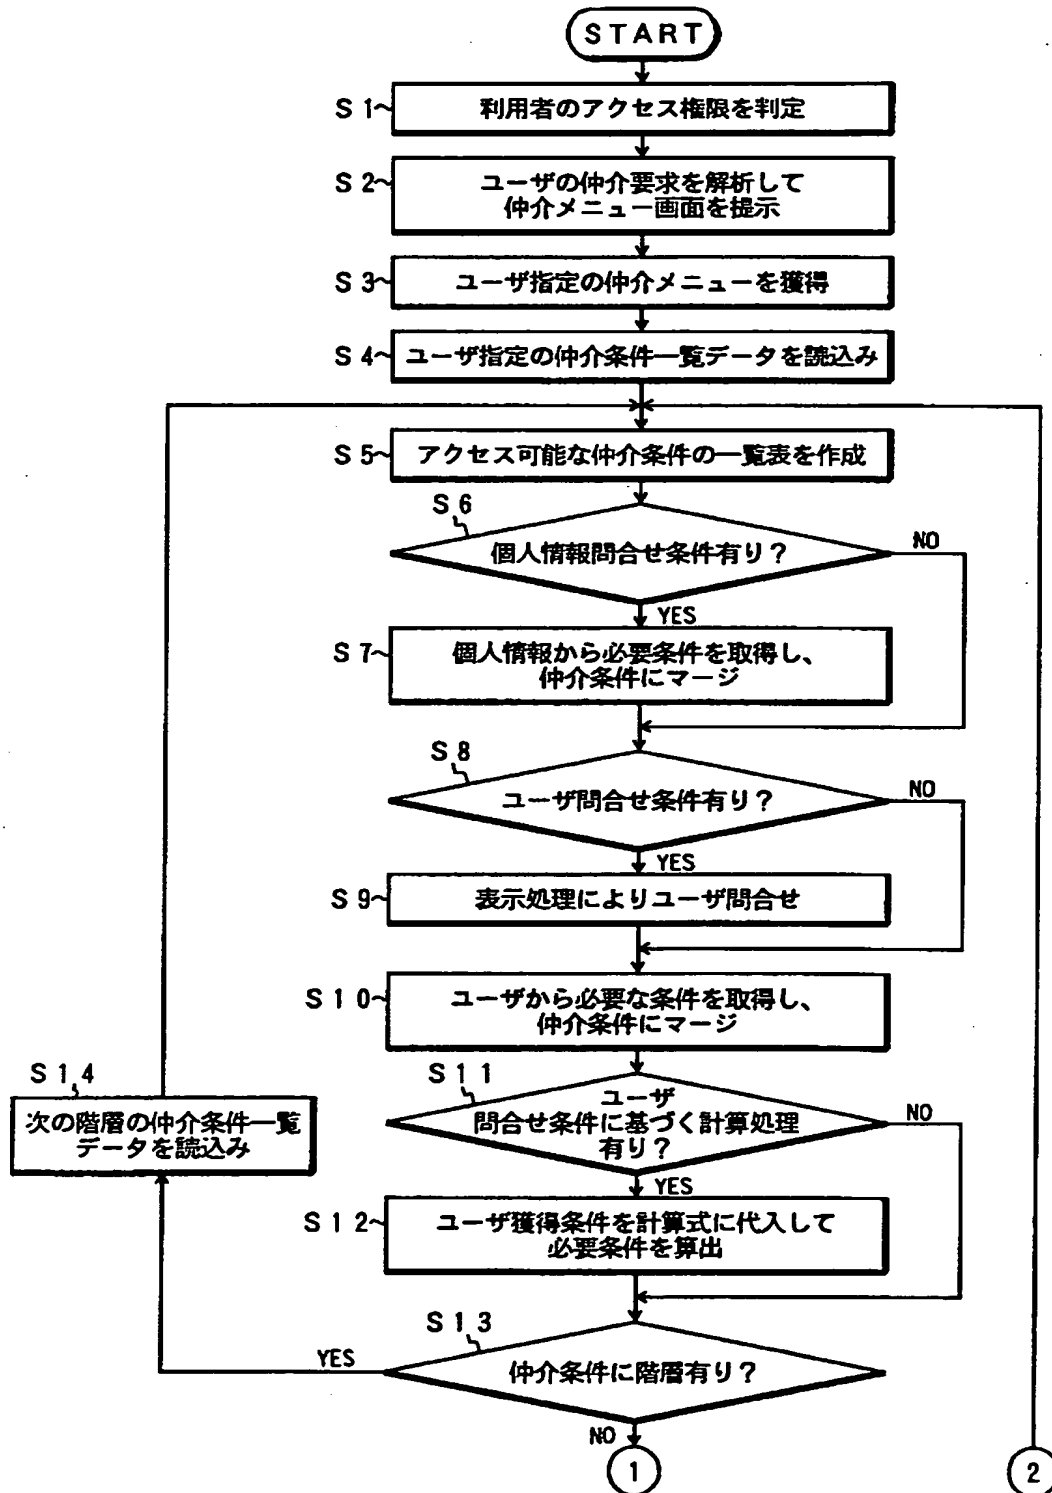 START
S1
利用者のアクセス権限を判定
S2
ユーザの仲介要求を解析して
仲介メニュー画面を提示
S3
ユーザ指定の仲介メニューを獲得
S4
ユーザ指定の仲介条件一覧データを読込み
S5
アクセス可能な仲介条件の一覧表を作成
S6
個人情報問合せ条件有り?
NO
YES
S7
個人情報から必要条件を取得し、
仲介条件にマージ
S8
ユーザ問合せ条件有り?
NO
YES
S9
表示処理によりユーザ問合せ
S10
ユーザから必要な条件を取得し、
仲介条件にマージ
S11
ユーザ
問合せ条件に基づく計算処理
有り?
NO
YES
S12
ユーザ獲得条件を計算式に代入して
必要条件を算出
S13
仲介条件に階層有り?
YES
NO
S14
次の階層の仲介条件一覧
データを読込み
1
2